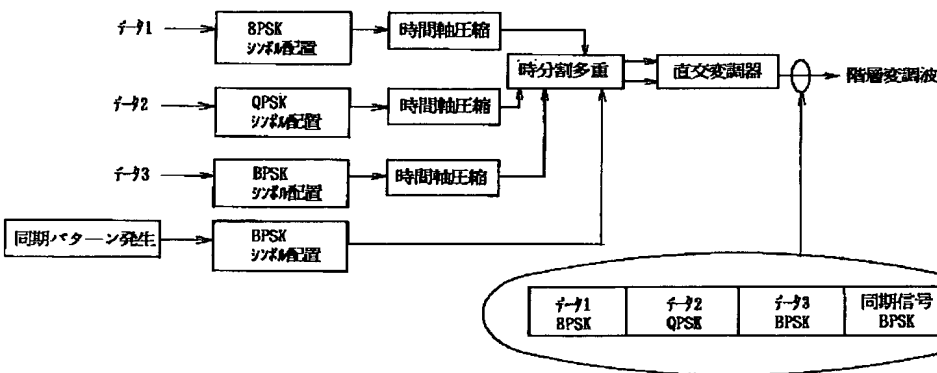 データ1
8PSK
シンボル配置
時間軸圧縮
時分割多重
直交変調器
階層変調波
データ2
QPSK
シンボル配置
時間軸圧縮
データ3
BPSK
シンボル配置
時間軸圧縮
同期パターン発生
BPSK
シンボル配置
データ1
8PSK
データ2
QPSK
データ3
BPSK
同期信号
BPSK